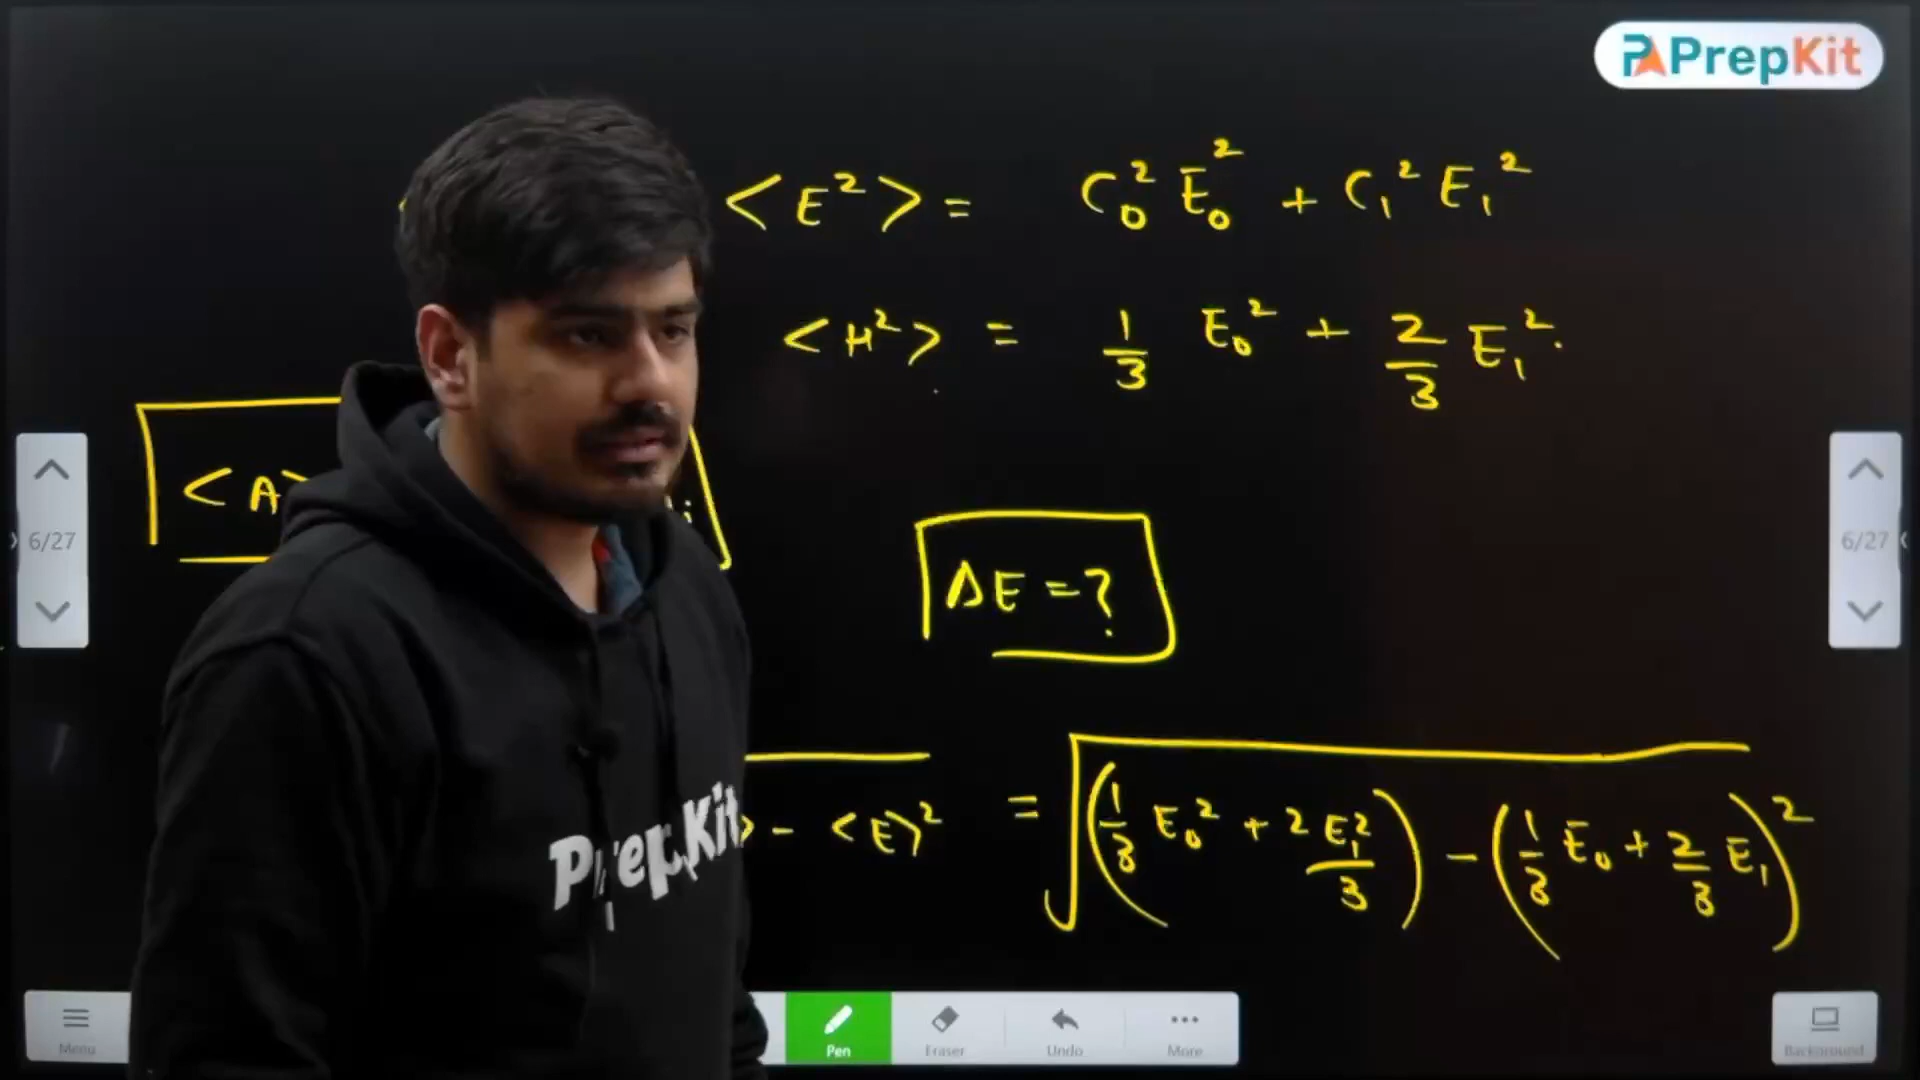 PrepKit
<E²> = C₀² E₀² + C₁² E₁²
<H²> = 1/3 E₀² + 2/3 E₁².
<A>
6/27
6/27
ΔE = ?
> - <E>² = √((1/3 E₀² + 2E₁²/3) - (1/3 E₀ + 2/3 E₁)²)
PrepKit
Menu
Pen
Eraser
Undo
More
Background